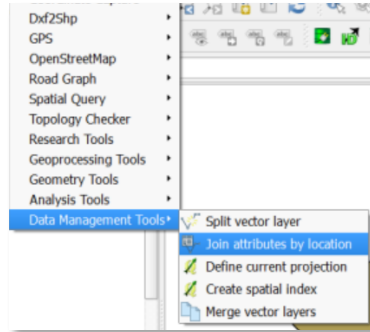 Dxf2Shp
GPS
OpenStreetMap
Road Graph
Spatial Query
Topology Checker
Research Tools
Geoprocessing Tools
Geometry Tools
Analysis Tools
Data Management Tools
Split vector layer
Join attributes by location
Define current projection
Create spatial index
Merge vector layers